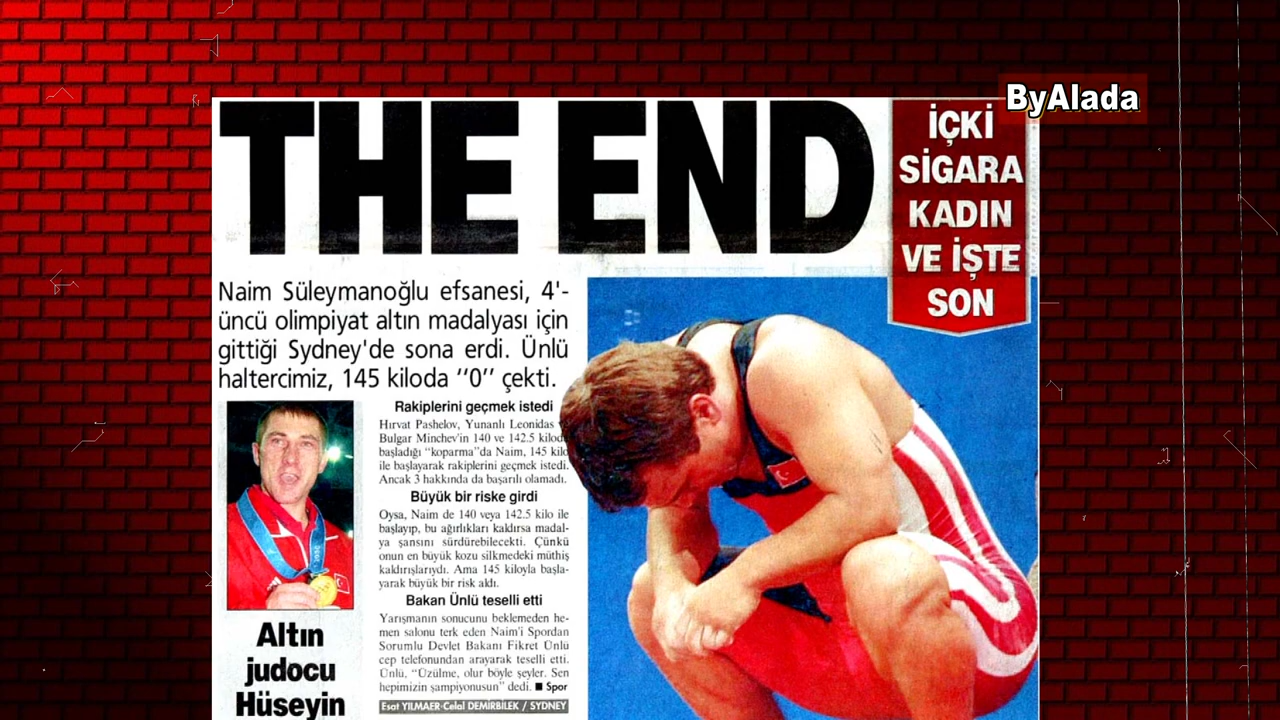 ByAlada
THE END
İÇKİ
SİGARA
KADIN
VE İŞTE
SON
Naim Süleymanoğlu efsanesi, 4'-
üncü olimpiyat altın madalyası için
gittiği Sydney'de sona erdi. Ünlü
haltercimiz, 145 kiloda ''0'' çekti.
Rakiplerini geçmek istedi
Hırvat Pashelov, Yunanlı Leonidas
Bulgar Minchev'in 140 ve 142.5 kilod
başladığı "koparma"da Naim, 145 kilo
ile başlayarak rakiplerini geçmek istedi.
Ancak 3 hakkında da başarılı olamadı.
Büyük bir riske girdi
Oysa, Naim de 140 veya 142.5 kilo ile
başlayıp, bu ağırlıkları kaldırsa madal-
ya şansını sürdürebilecekti. Çünkü
onun en büyük kozu silkmedeki müthiş
kaldırışlarıydı. Ama 145 kiloyla başla-
yarak büyük bir risk aldı.
Bakan Ünlü teselli etti
Yarışmanın sonucunu beklemeden he-
men salonu terk eden Naim'i Spordan
Sorumlu Devlet Bakanı Fikret Ünlü
cep telefonundan arayarak teselli etti.
Ünlü, "Üzülme, olur böyle şeyler. Sen
hepimizin şampiyonusun" dedi. ■ Spor
Esat YILMAER-Celal DEMİRBİLEK / SYDNEY
Altın
judocu
Hüseyin